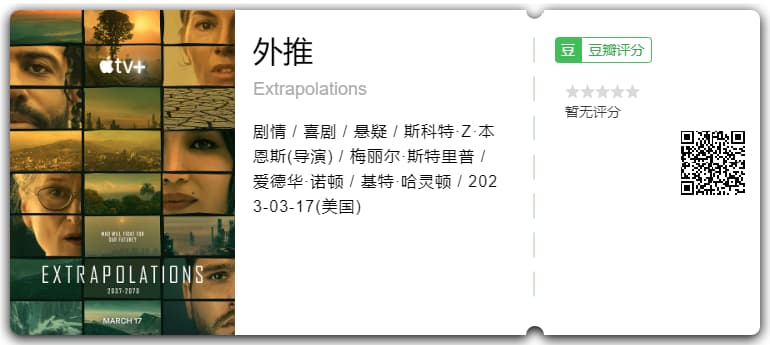 tv+
WHO WILL FIGHT FOR
OUR FUTURE?
EXTRAPOLATIONS
2037-2070
MARCH 17
外推
Extrapolations
剧情 / 喜剧 / 悬疑 / 斯科特·Z·本
恩斯(导演) / 梅丽尔·斯特里普 /
爱德华·诺顿 / 基特·哈灵顿 / 202
3-03-17(美国)
豆 豆瓣评分
暂无评分